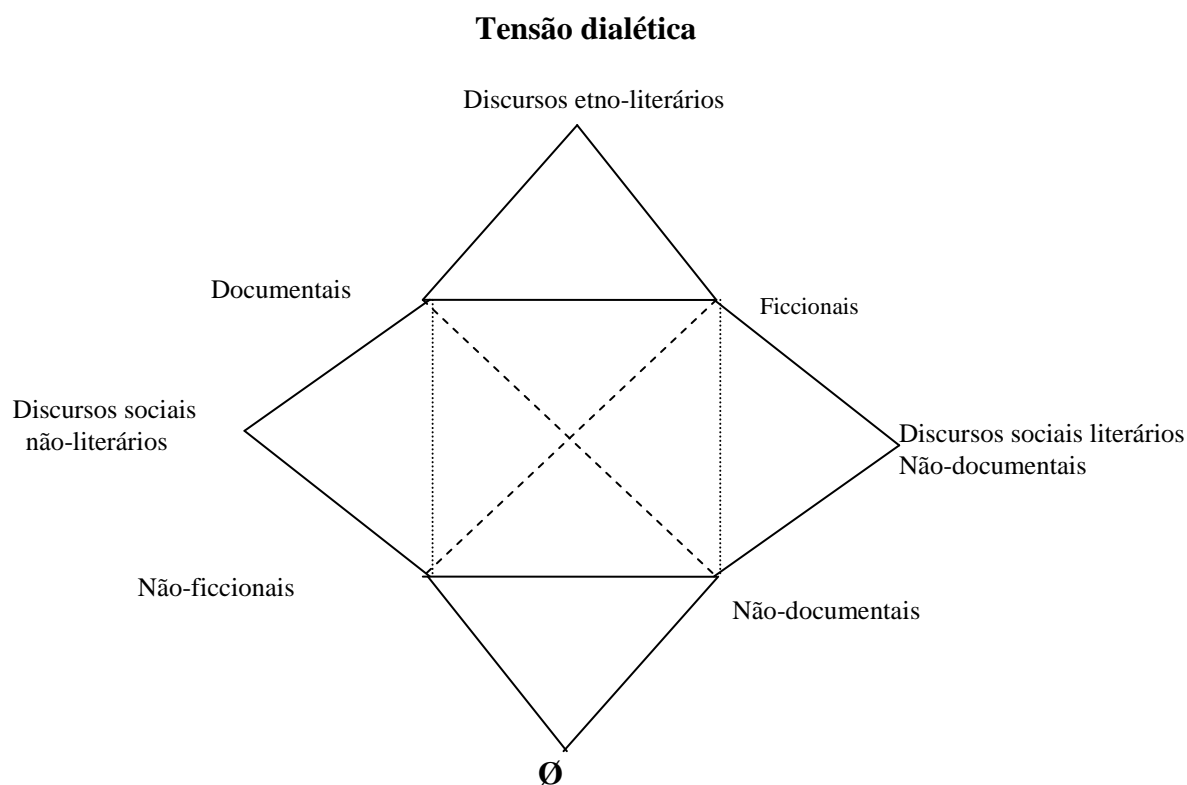 Tensão dialética
Discursos etno-literários
Documentais
Ficcionais
Discursos sociais
não-literários
Discursos sociais literários
Não-documentais
Não-ficcionais
Não-documentais
Ø